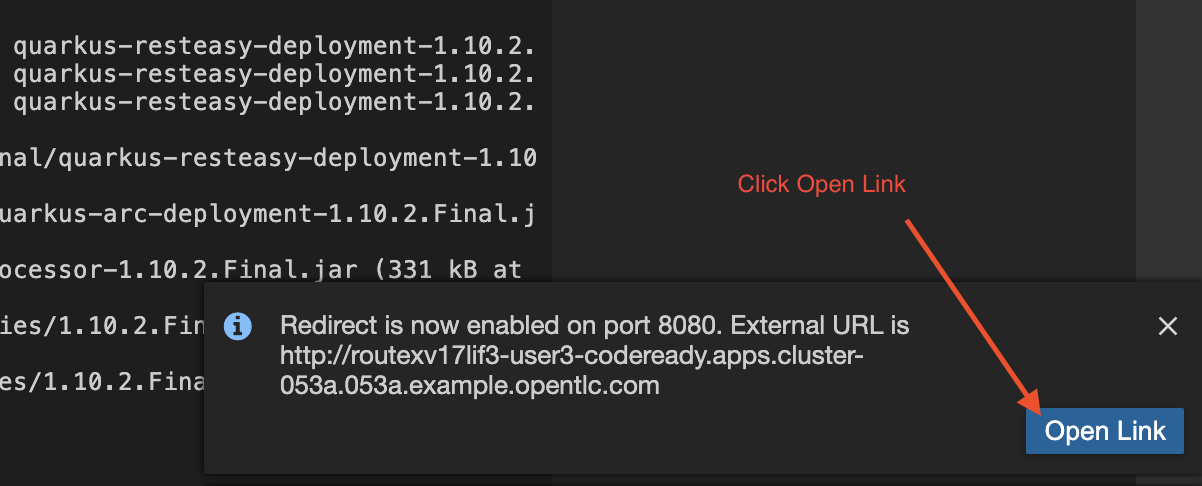 quarkus-resteasy-deployment-1.10.2.
quarkus-resteasy-deployment-1.10.2.
quarkus-resteasy-deployment-1.10.2.
nal/quarkus-resteasy-deployment-1.10
Click Open Link
uarkus-arc-deployment-1.10.2.Final.j
ocessor-1.10.2.Final.jar (331 kB at
ies/1.10.2.Fin
es/1.10.2.Fina
Redirect is now enabled on port 8080. External URL is
http://routexv17lif3-user3-codeready.apps.cluster-
053a.053a.example.opentlc.com
Open Link